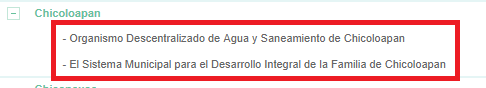 Chicoloapan
- Organismo Descentralizado de Agua y Saneamiento de Chicoloapan
- El Sistema Municipal para el Desarrollo Integral de la Familia de Chicoloapan